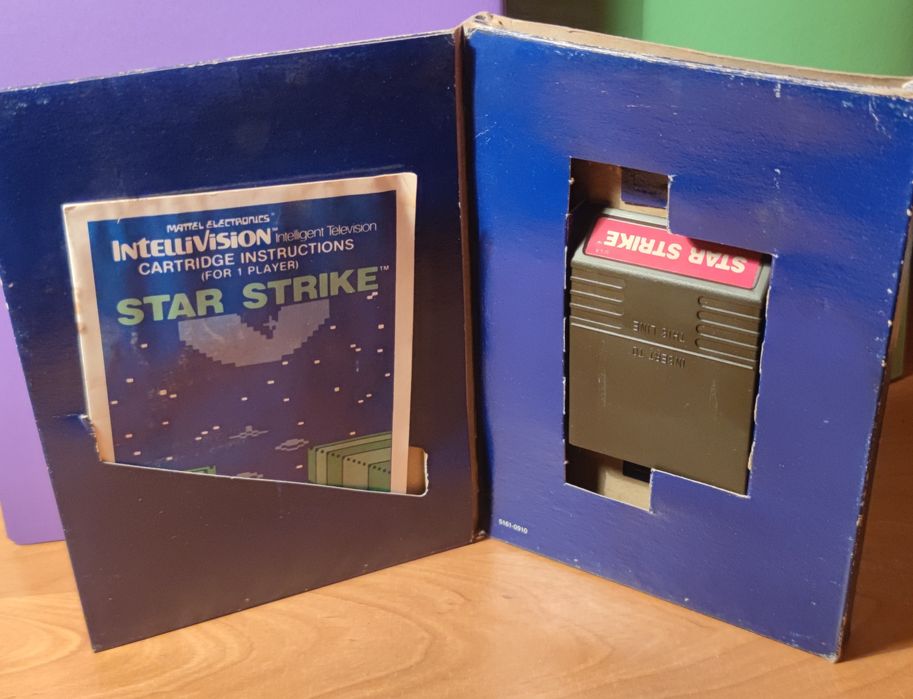 MATTEL ELECTRONICS™
INTELLIVISION™ Intelligent Television
CARTRIDGE INSTRUCTIONS
(FOR 1 PLAYER)
STAR STRIKE™
STAR STRIKE™
INSERT TO
THIS LINE
5161-0910